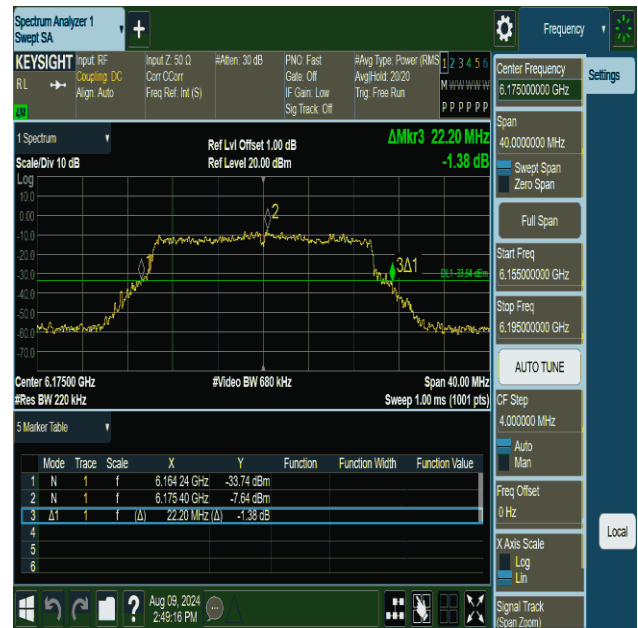 Spectrum Analyzer 1
Swept SA
+
Frequency
KEYSIGHT
RL
Input: RF
Coupling: DC
Align: Auto
Input Z: 50 Ω
Corr CCorr
Freq Ref: Int (S)
#Atten: 30 dB
PNO: Fast
Gate: Off
IF Gain: Low
Sig Track: Off
#Avg Type: Power (RMS
Avg|Hold: 20/20
Trig: Free Run
1 2 3 4 5 6
M W W W W W
P P P P P P
Center Frequency
6.175000000 GHz
Settings
Span
40.0000000 MHz
Swept Span
Zero Span
Full Span
Start Freq
6.155000000 GHz
Stop Freq
6.195000000 GHz
AUTO TUNE
CF Step
4.000000 MHz
Auto
Man
Freq Offset
0 Hz
X Axis Scale
Log
Lin
Signal Track
(Span Zoom)
Local
1 Spectrum
Scale/Div 10 dB
Ref Lvl Offset 1.00 dB
Ref Level 20.00 dBm
ΔMkr3 22.20 MHz
-1.38 dB
Log
10.0
0.00
-10.0
-20.0
-30.0
-40.0
-50.0
-60.0
-70.0
1
2
3Δ1
DL1 -33.64 dBm
Center 6.17500 GHz
#Video BW 680 kHz
Span 40.00 MHz
#Res BW 220 kHz
Sweep 1.00 ms (1001 pts)
5 Marker Table
Mode Trace Scale X Y Function Function Width Function Value
1 N 1 f 6.164 24 GHz -33.74 dBm
2 N 1 f 6.175 40 GHz -7.64 dBm
3 Δ1 1 f (Δ) 22.20 MHz (Δ) -1.38 dB
4
5
6
?
Aug 09, 2024
2:49:16 PM